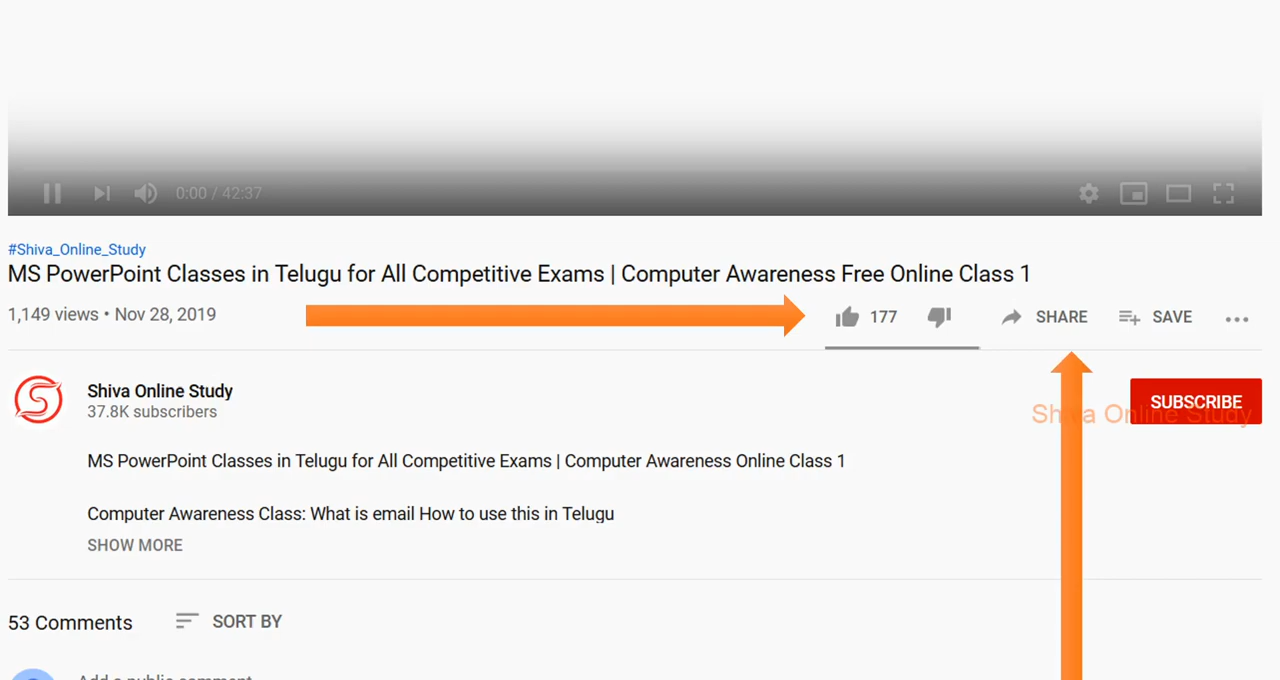 0:00 / 42:37
#Shiva_Online_Study
MS PowerPoint Classes in Telugu for All Competitive Exams | Computer Awareness Free Online Class 1
1,149 views • Nov 28, 2019
177
SHARE
SAVE
Shiva Online Study
37.8K subscribers
SUBSCRIBE
Shiva Online Study
MS PowerPoint Classes in Telugu for All Competitive Exams | Computer Awareness Online Class 1
Computer Awareness Class: What is email How to use this in Telugu
SHOW MORE
53 Comments
SORT BY
Add a public comment